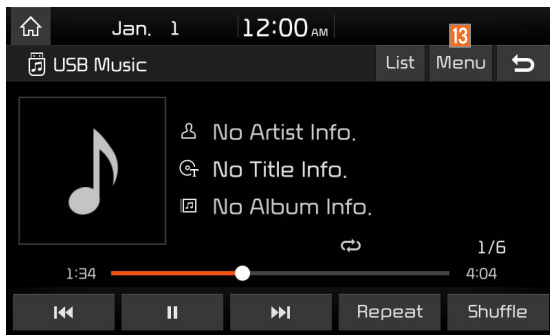 Jan. 1 12:00 AM
13
USB Music List Menu
No Artist Info.
No Title Info.
No Album Info.
1/6
1:34 4:04
Repeat Shuffle